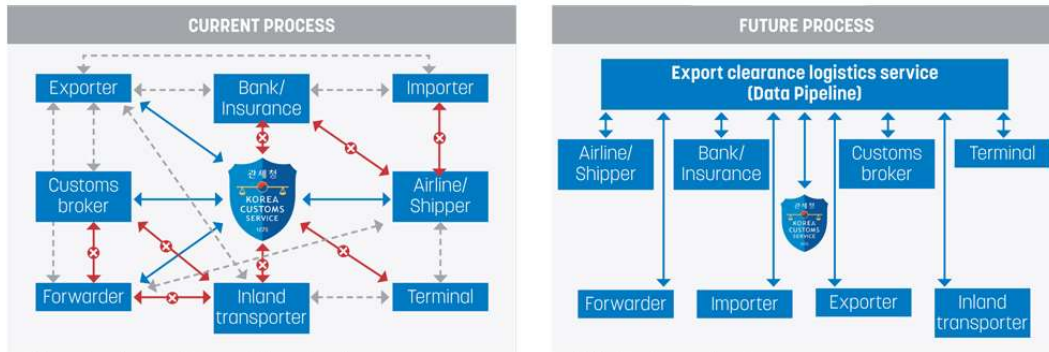 CURRENT PROCESS
Exporter
Bank/
Insurance
Importer
Customs
broker
관세청
KOREA
CUSTOMS
SERVICE
Airline/
Shipper
Forwarder
Inland
transporter
Terminal
FUTURE PROCESS
Export clearance logistics service
(Data Pipeline)
Airline/
Shipper
Bank/
Insurance
Customs
broker
Terminal
관세청
KOREA
CUSTOMS
SERVICE
Forwarder
Importer
Exporter
Inland
transporter